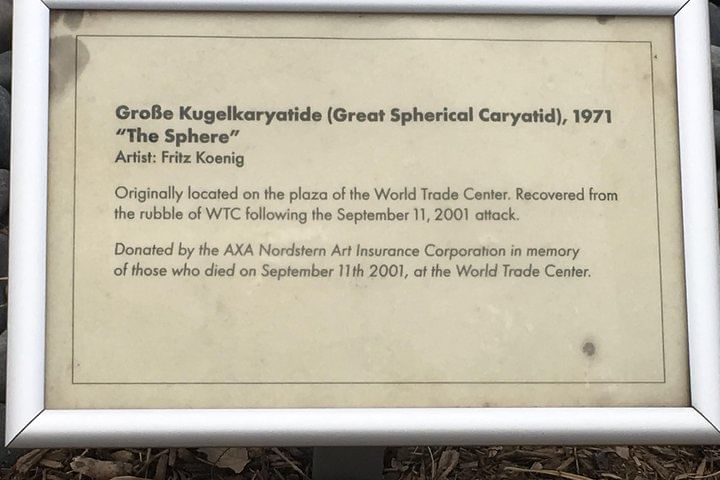 Große Kugelkaryatide (Great Spherical Caryatid), 1971
“The Sphere”
Artist: Fritz Koenig
Originally located on the plaza of the World Trade Center. Recovered from
the rubble of WTC following the September 11, 2001 attack.
Donated by the AXA Nordstern Art Insurance Corporation in memory
of those who died on September 11th 2001, at the World Trade Center.